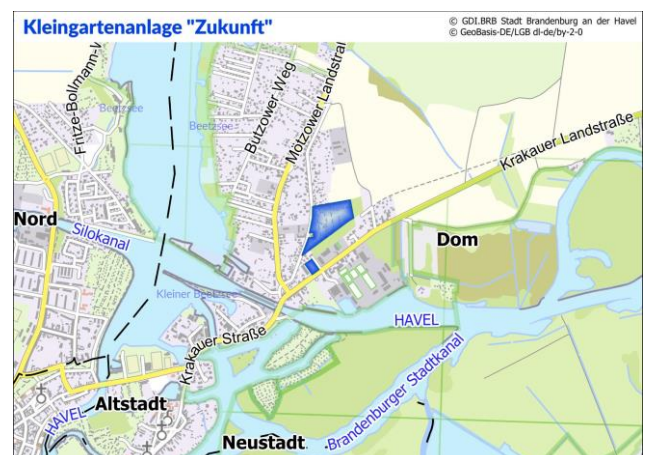 Kleingartenanlage "Zukunft"
© GDI.BRB Stadt Brandenburg an der Havel
© GeoBasis-DE/LGB dl-de/by-2-0
Beetzsee
Beetzsee
Butzower Weg
Mötzower Landstraß
Krakauer Landstraße
Nord
Silokanal
Dom
Kleiner Beetzsee
HAVEL
Krakauer Straße
Brandenburger Stadtkanal
Altstadt
HAVEL
Neustadt